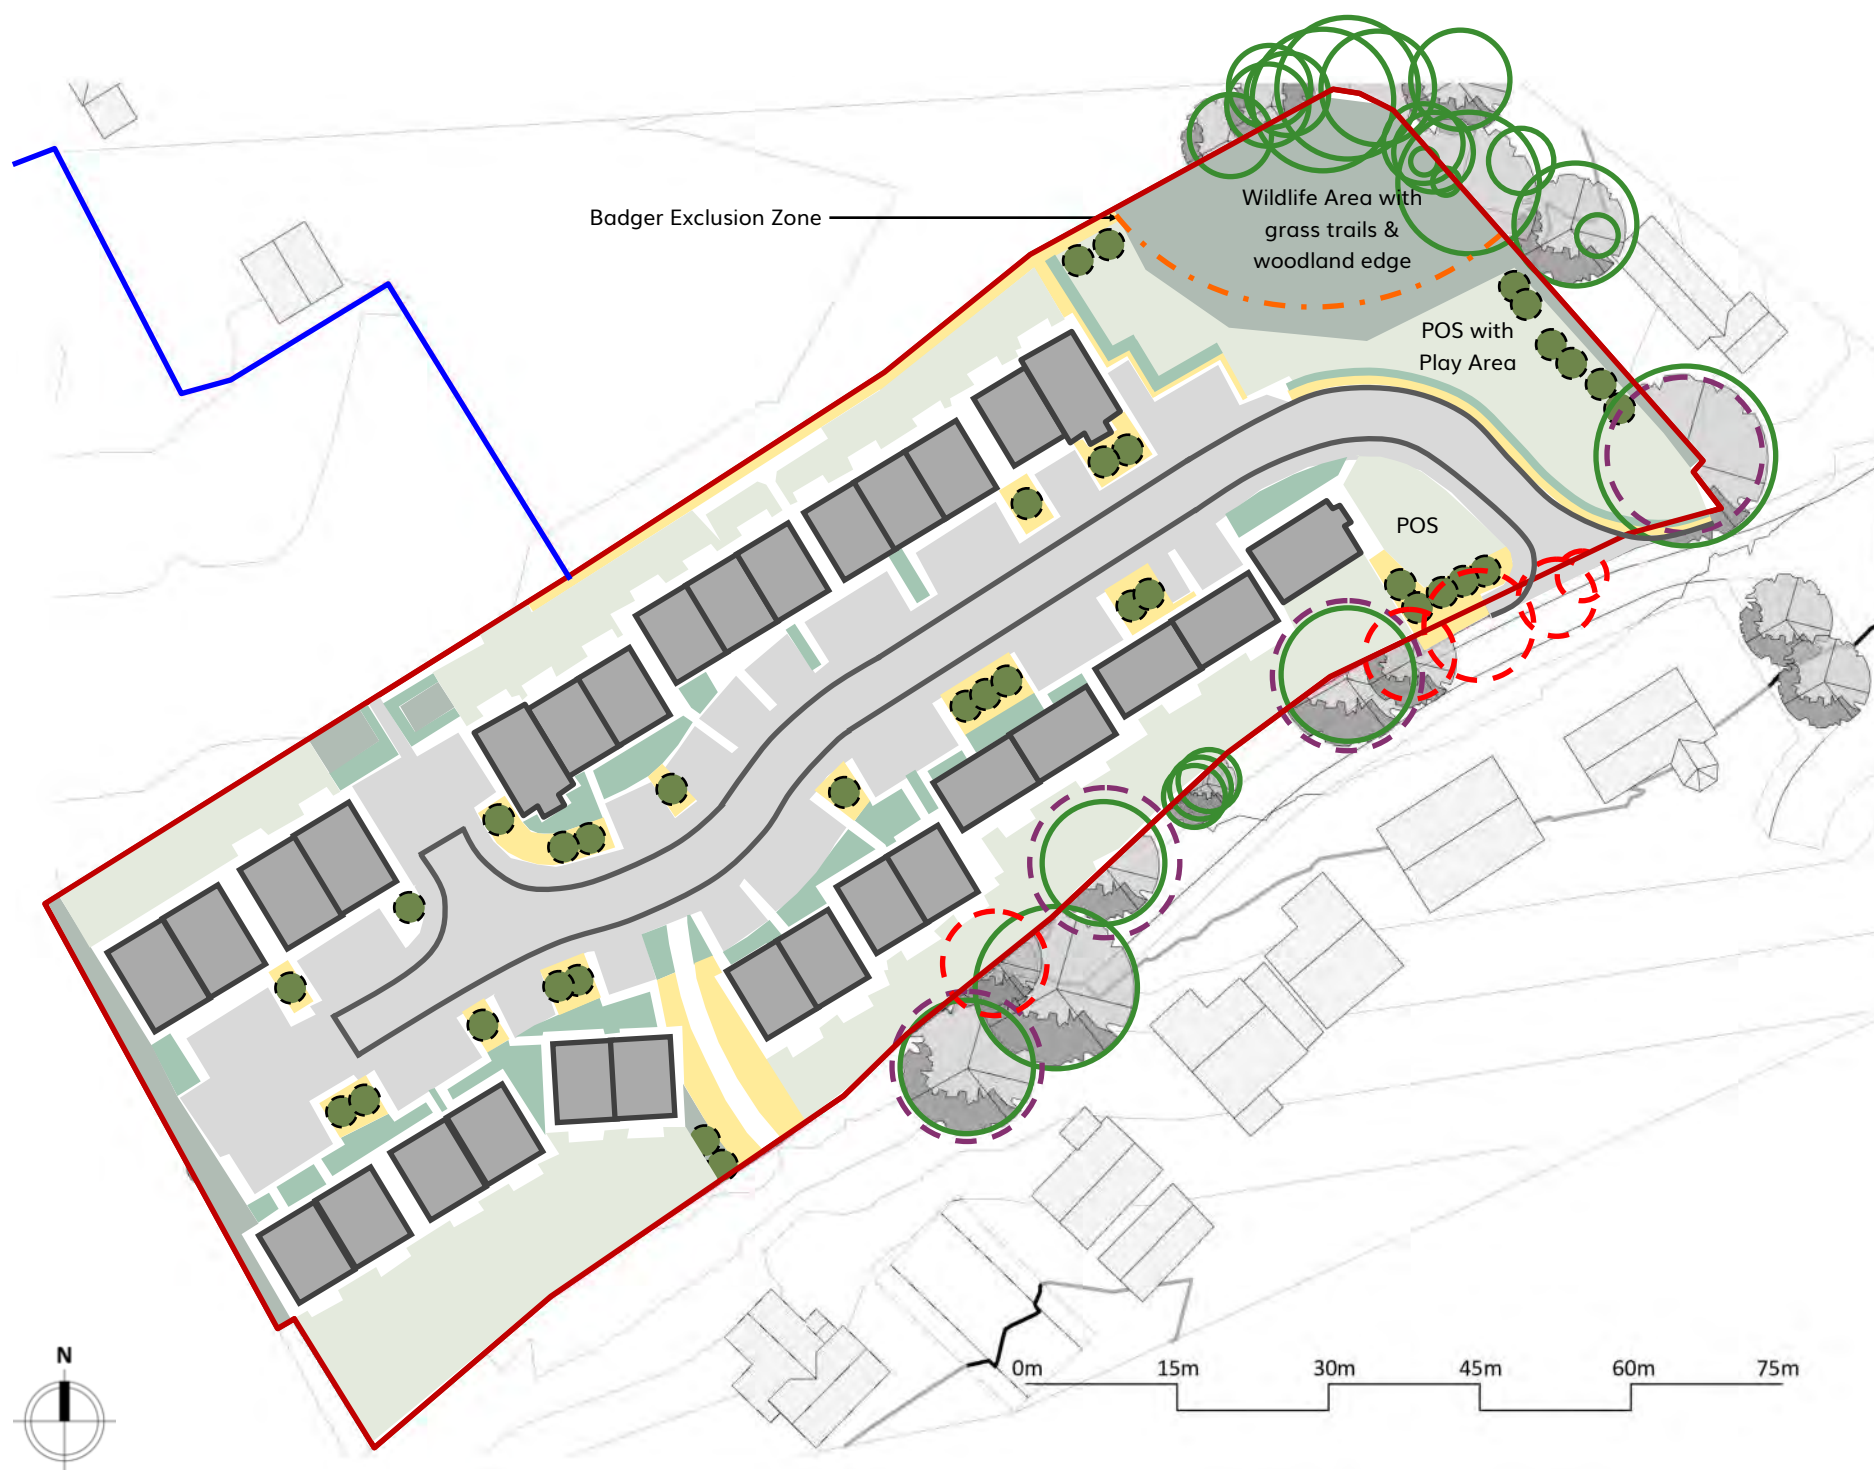 Badger Exclusion Zone
Wildlife Area with
grass trails &
woodland edge
POS with
Play Area
POS
N
0m 15m 30m 45m 60m 75m